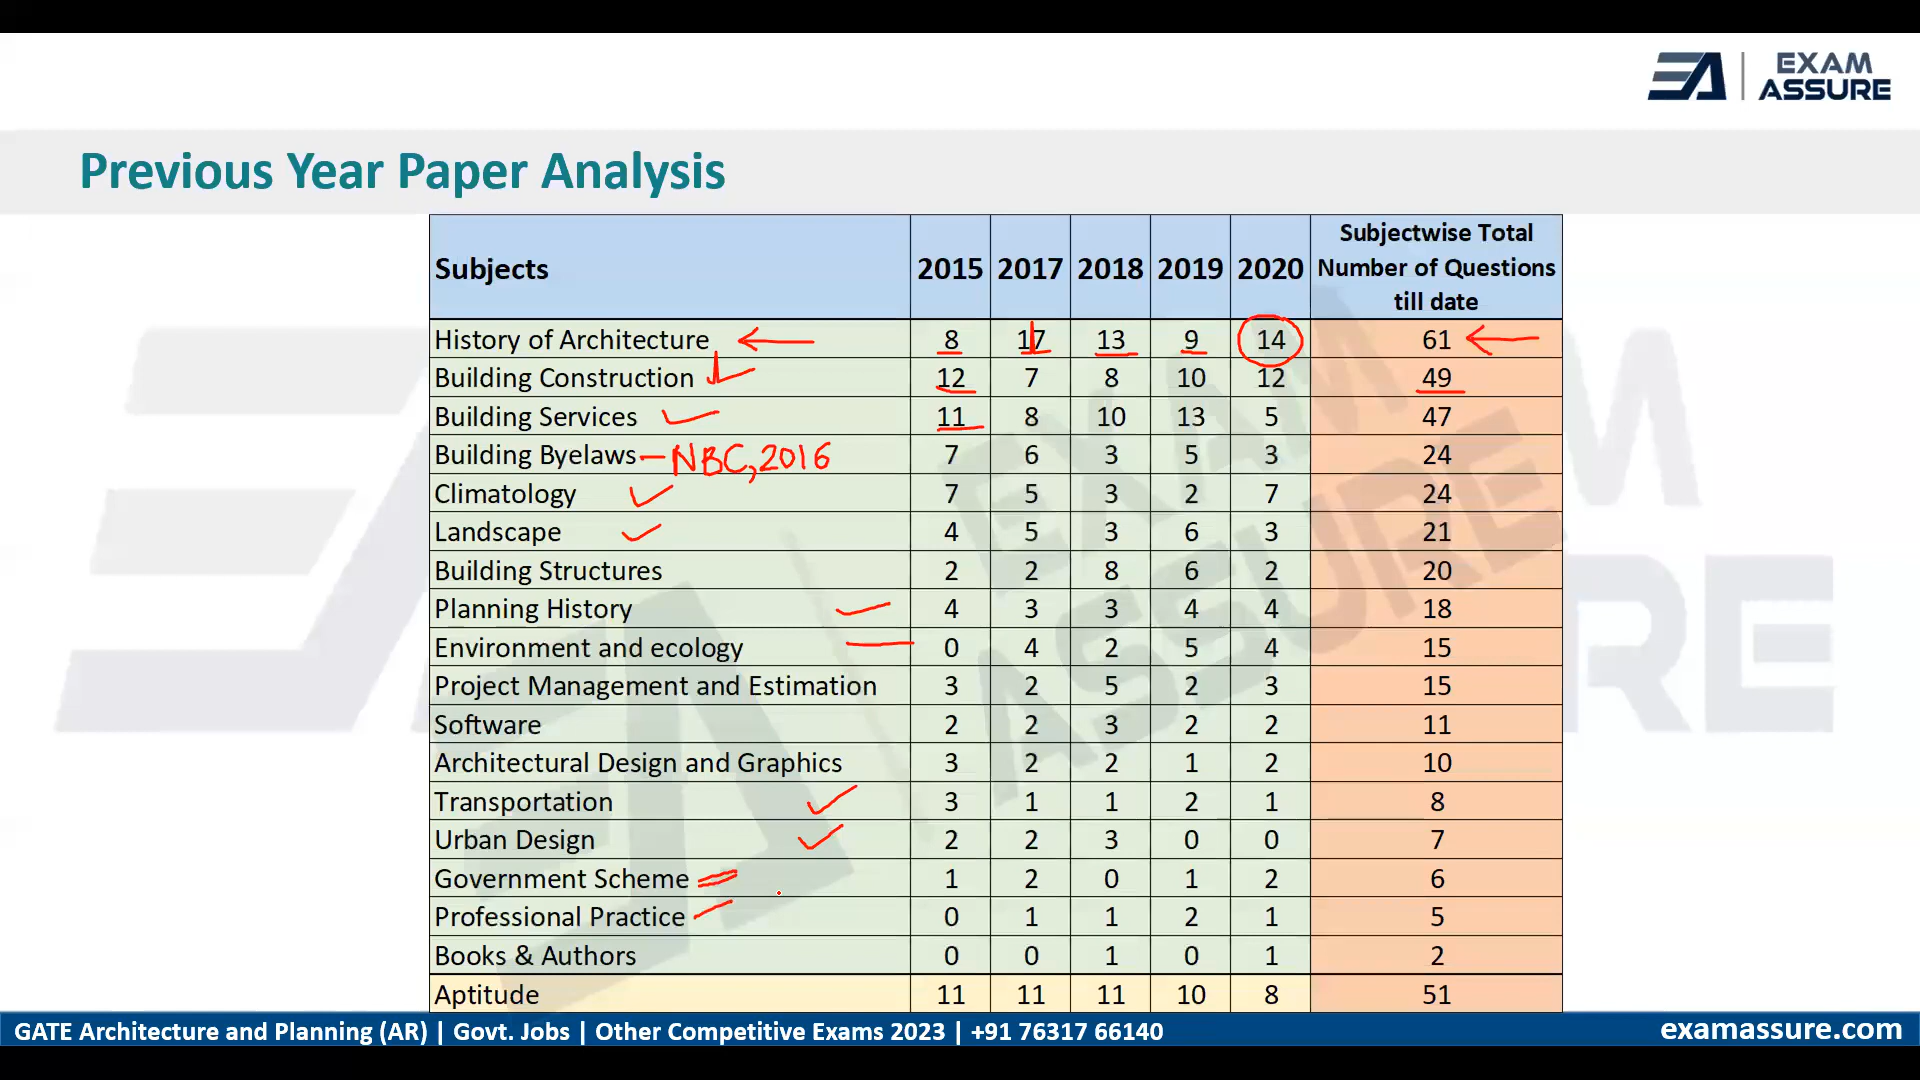 EXAM
ASSURE
Previous Year Paper Analysis
Subjects 2015 2017 2018 2019 2020 Subjectwise Total Number of Questions till date
History of Architecture 8 17 13 9 14 61
Building Construction 12 7 8 10 12 49
Building Services 11 8 10 13 5 47
Building Byelaws – NBC, 2016 7 6 3 5 3 24
Climatology 7 5 3 2 7 24
Landscape 4 5 3 6 3 21
Building Structures 2 2 8 6 2 20
Planning History 4 3 3 4 4 18
Environment and ecology 0 4 2 5 4 15
Project Management and Estimation 3 2 5 2 3 15
Software 2 2 3 2 2 11
Architectural Design and Graphics 3 2 2 1 2 10
Transportation 3 1 1 2 1 8
Urban Design 2 2 3 0 0 7
Government Scheme 1 2 0 1 2 6
Professional Practice 0 1 1 2 1 5
Books & Authors 0 0 1 0 1 2
Aptitude 11 11 11 10 8 51
EXAM
ASSURE
GATE Architecture and Planning (AR) | Govt. Jobs | Other Competitive Exams 2023 | +91 76317 66140
examassure.com